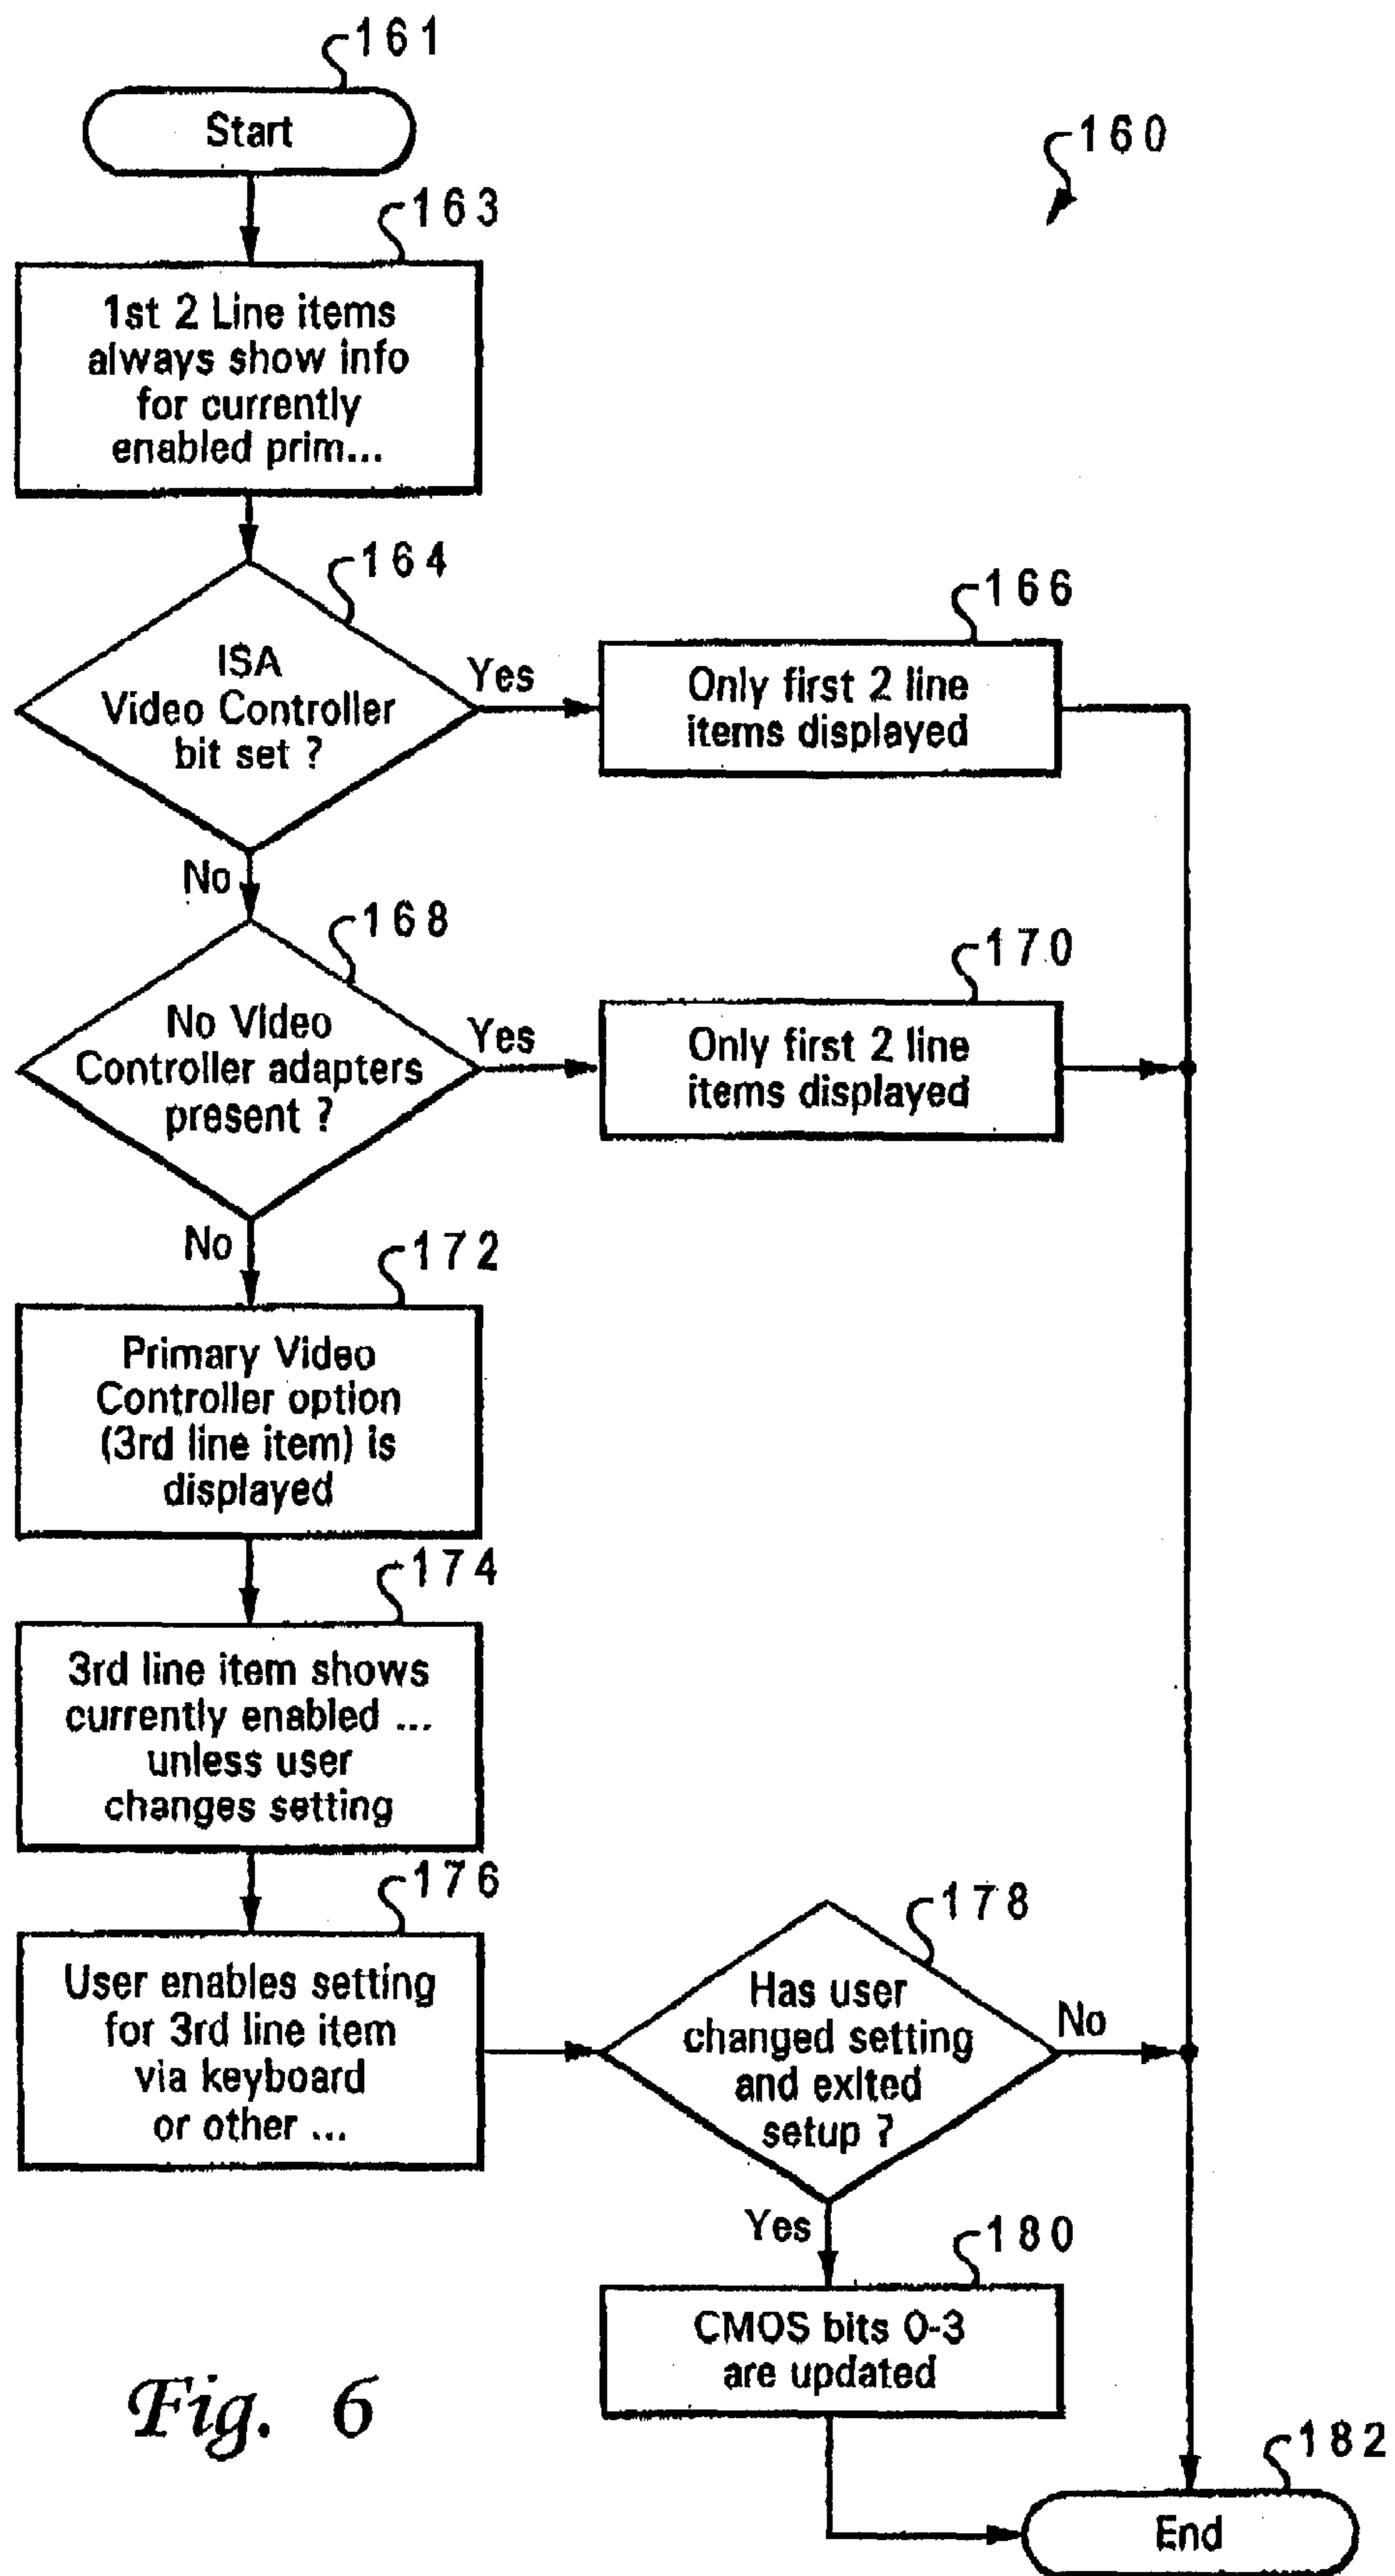 161
Start
160
163
1st 2 Line items
always show info
for currently
enabled prim...
164
ISA
Video Controller
bit set ?
Yes
166
Only first 2 line
items displayed
No
168
No Video
Controller adapters
present ?
Yes
170
Only first 2 line
items displayed
No
172
Primary Video
Controller option
(3rd line item) is
displayed
174
3rd line item shows
currently enabled ...
unless user
changes setting
176
User enables setting
for 3rd line item
via keyboard
or other ...
178
Has user
changed setting
and exited
setup ?
No
Yes
180
CMOS bits 0-3
are updated
182
End
Fig. 6